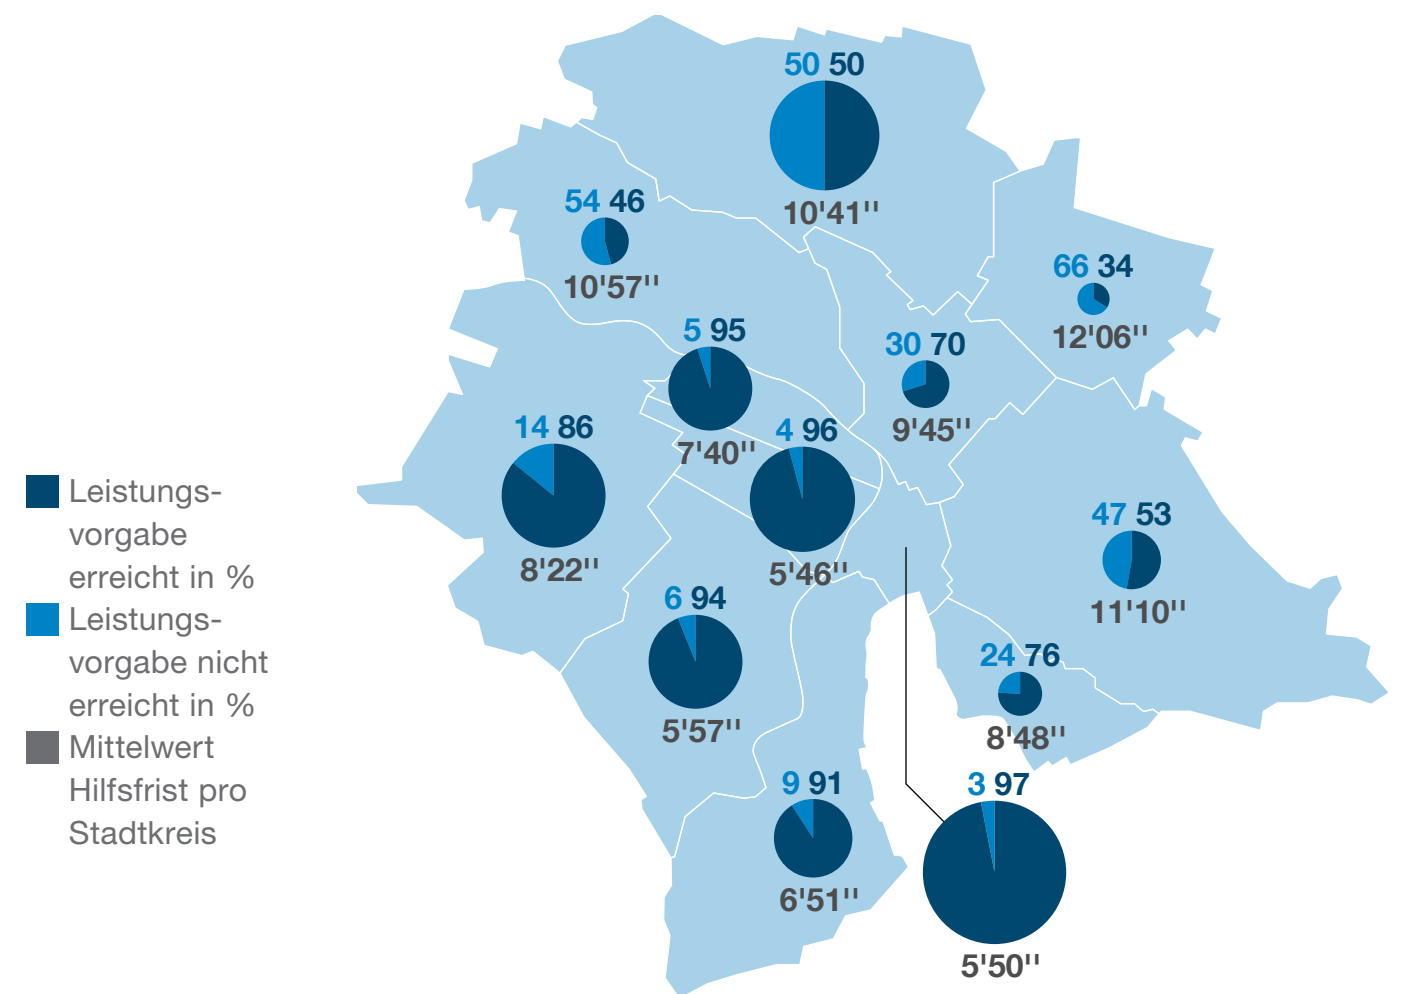 50 50
10'41''
54 46
10'57''
66 34
12'06''
5 95
7'40''
30 70
9'45''
14 86
8'22''
4 96
5'46''
47 53
11'10''
6 94
5'57''
24 76
8'48''
9 91
6'51''
3 97
5'50''
Leistungs-
vorgabe
erreicht in %
Leistungs-
vorgabe nicht
erreicht in %
Mittelwert
Hilfsfrist pro
Stadtkreis